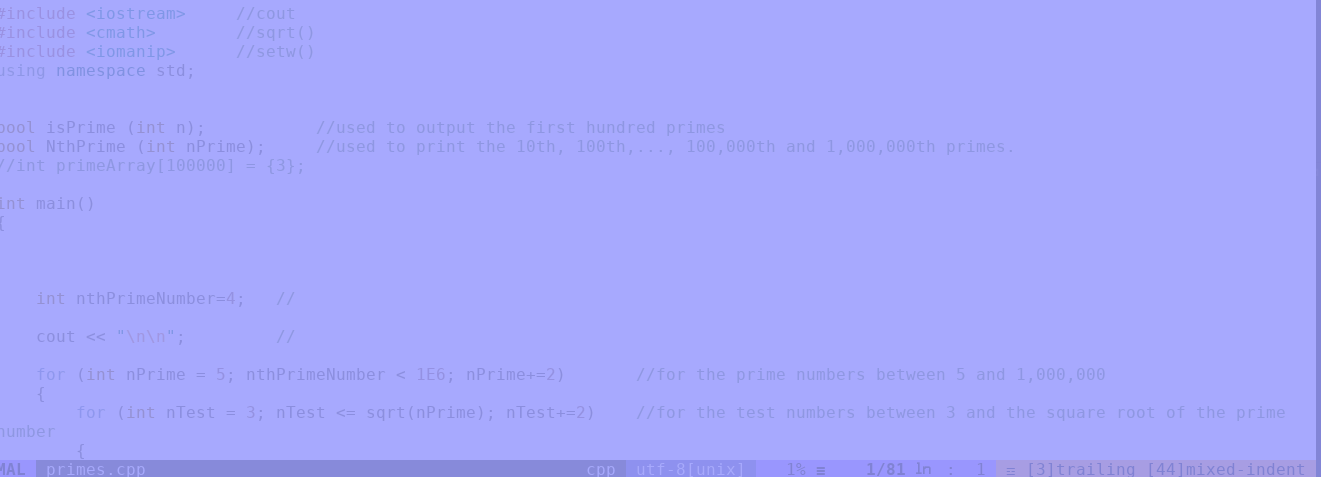 #include <iostream>     //cout
#include <cmath>        //sqrt()
#include <iomanip>      //setw()
using namespace std;
bool isPrime (int n);           //used to output the first hundred primes
bool NthPrime (int nPrime);     //used to print the 10th, 100th,..., 100,000th and 1,000,000th primes.
//int primeArray[100000] = {3};
int main()
{
    int nthPrimeNumber=4;   //
    cout << "\n\n";         //
    for (int nPrime = 5; nthPrimeNumber < 1E6; nPrime+=2)       //for the prime numbers between 5 and 1,000,000
    {
        for (int nTest = 3; nTest <= sqrt(nPrime); nTest+=2)    //for the test numbers between 3 and the square root of the prime
number
        {
MAL  primes.cpp  cpp  utf-8[unix]  1% ≡  1/81 ㏑ :  1  ☲ [3]trailing [44]mixed-indent